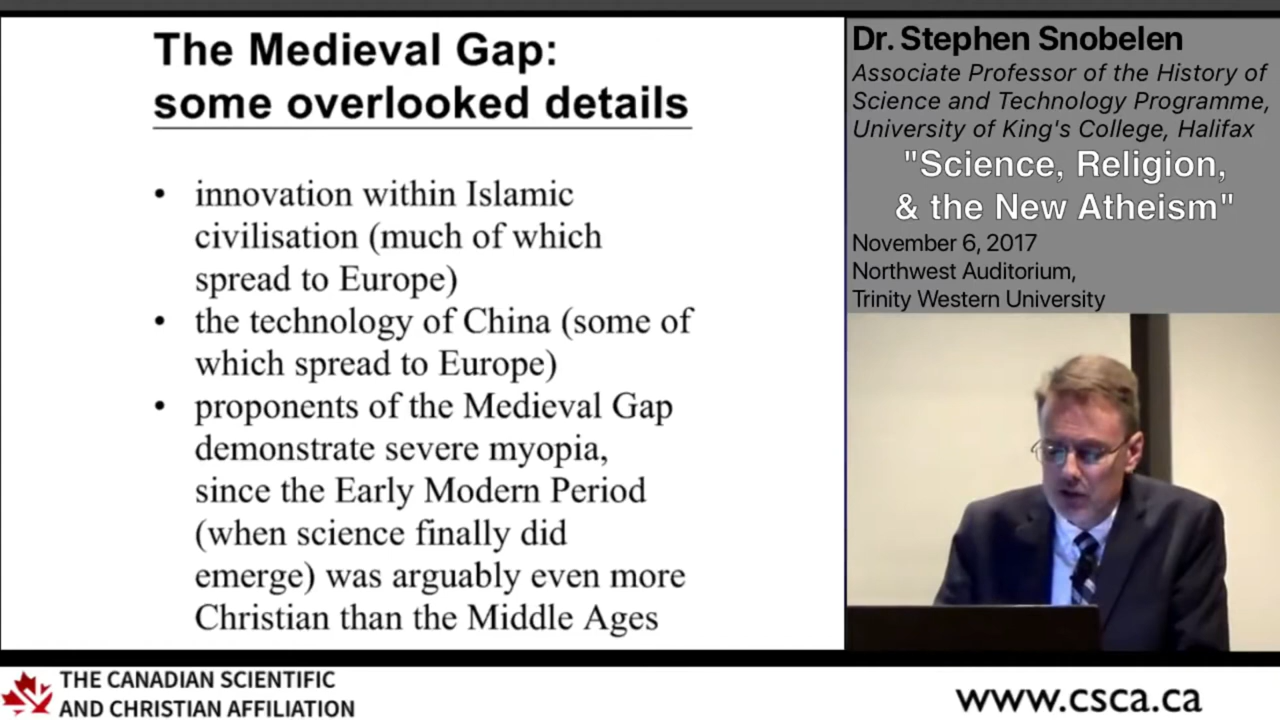 The Medieval Gap:
some overlooked details
• innovation within Islamic
civilisation (much of which
spread to Europe)
• the technology of China (some of
which spread to Europe)
• proponents of the Medieval Gap
demonstrate severe myopia,
since the Early Modern Period
(when science finally did
emerge) was arguably even more
Christian than the Middle Ages
Dr. Stephen Snobelen
Associate Professor of the History of
Science and Technology Programme,
University of King's College, Halifax
"Science, Religion,
& the New Atheism"
November 6, 2017
Northwest Auditorium,
Trinity Western University
THE CANADIAN SCIENTIFIC
AND CHRISTIAN AFFILIATION
www.csca.ca